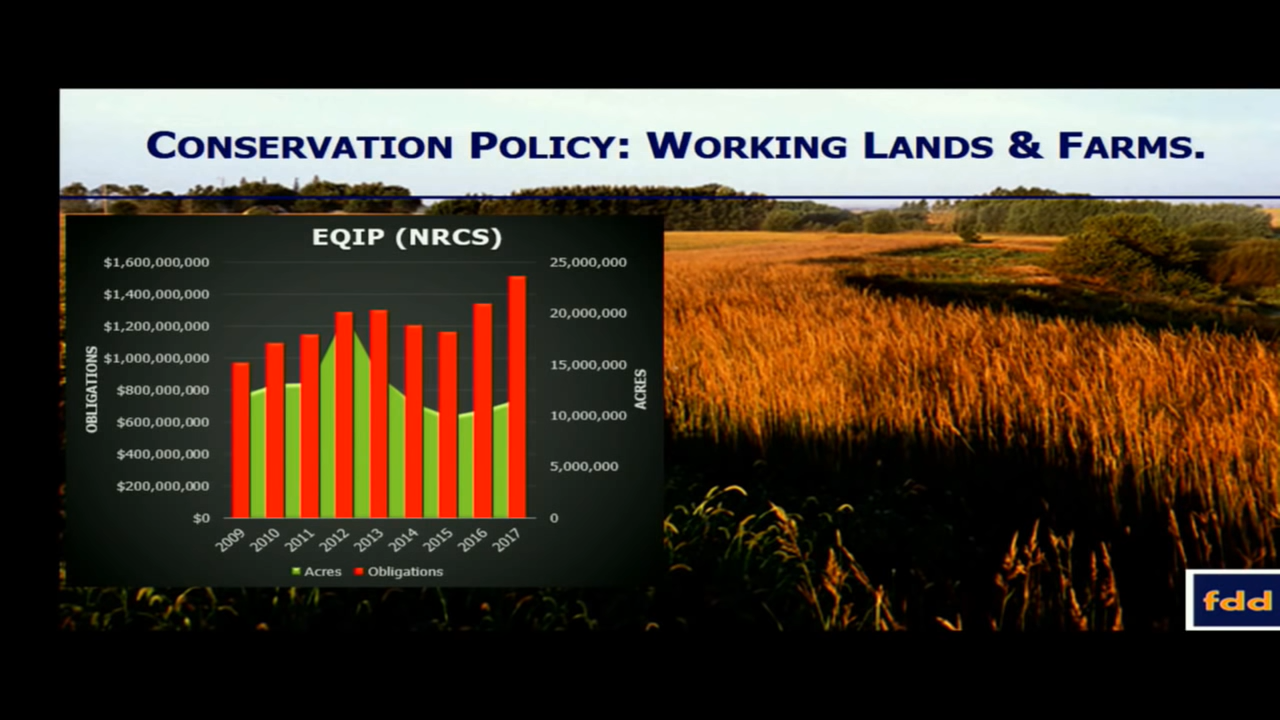 CONSERVATION POLICY: WORKING LANDS & FARMS.
EQIP (NRCS)
$1,600,000,000
$1,400,000,000
$1,200,000,000
$1,000,000,000
$800,000,000
$600,000,000
$400,000,000
$200,000,000
$0
OBLIGATIONS
25,000,000
20,000,000
15,000,000
10,000,000
5,000,000
0
ACRES
2009 2010 2011 2012 2013 2014 2015 2016 2017
Acres Obligations
fdd